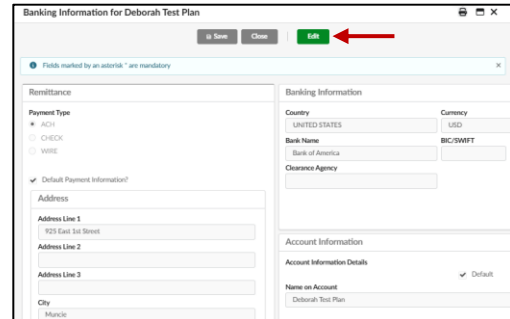 Banking Information for Deborah Test Plan
Save Close Edit
Fields marked by an asterisk * are mandatory
Remittance
Payment Type
ACH
CHECK
WIRE
Default Payment Information?
Address
Address Line 1
925 East 1st Street
Address Line 2
Address Line 3
City
Muncie
Banking Information
Country Currency
UNITED STATES USD
Bank Name BIC/SWIFT
Bank of America
Clearance Agency
Account Information
Account Information Details
Default
Name on Account
Deborah Test Plan